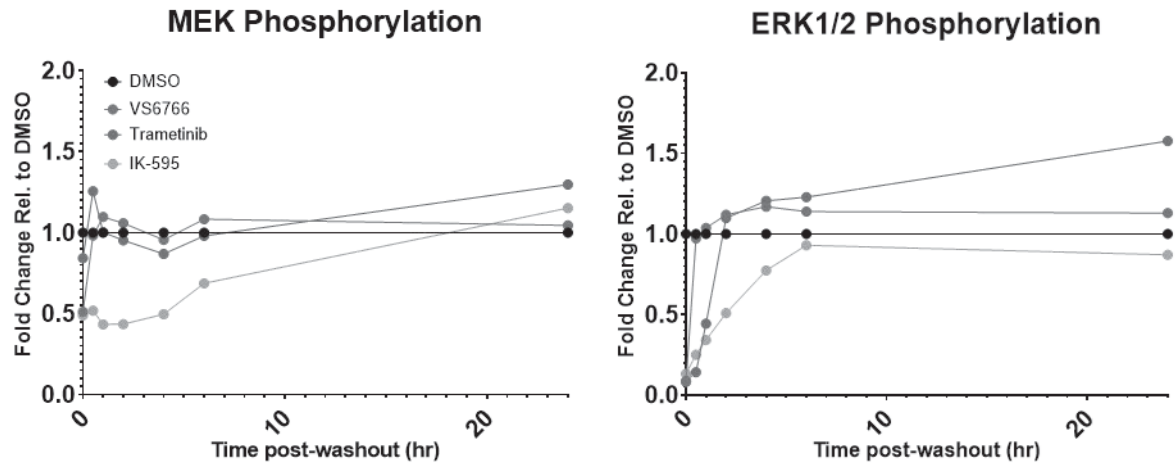 MEK Phosphorylation
Fold Change Rel. to DMSO
2.0
1.5
1.0
0.5
0.0
DMSO
VS6766
Trametinib
IK-595
0
10
20
Time post-washout (hr)
ERK1/2 Phosphorylation
Fold Change Rel. to DMSO
2.0
1.5
1.0
0.5
0.0
0
10
20
Time post-washout (hr)